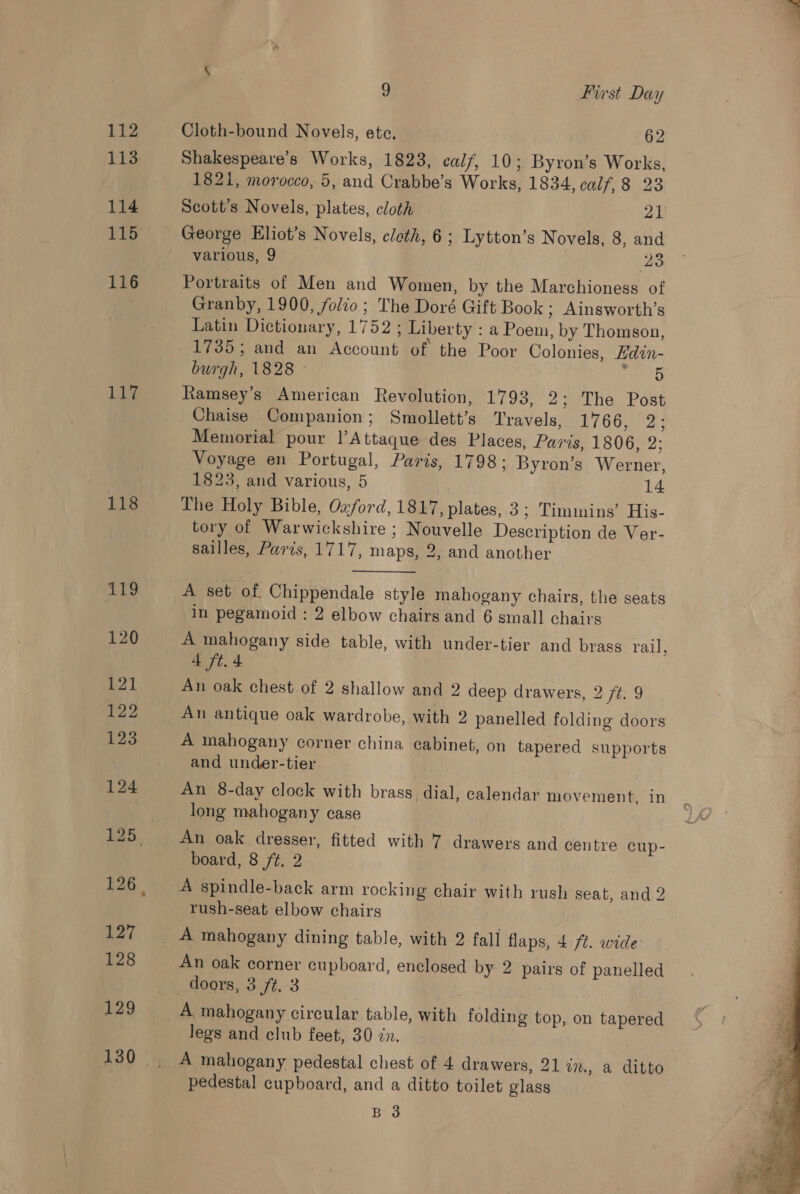 9 First Day
112 Cloth-bound Novels, etc. 62
113 Shakespeare's Works, 1823, calf, 10; Byron's Works,
1821, morocco, 5, and Crabbe's Works, 1834, calf, 8 23
114 Scott's Novels, plates, cloth 21
115 George Eliot's Novels, cloth, 6; Lytton's Novels, 8, and
various, 9 23
116 Portraits of Men and Women, by the Marchioness of
Granby, 1900, folio; The Doré Gift Book; Ainsworth's
Latin Dictionary, 1752; Liberty: a Poem, by Thomson,
1735; and an Account of the Poor Colonies, Edin-
burgh, 1828 5
117 Ramsey's American Revolution, 1793, 2; The Post
Chaise Companion; Smollett's Travels, 1766, 2;
Memorial pour l'Attaque des Places, Paris, 1806, 2;
Voyage en Portugal, Paris, 1798; Byron's Werner,
1823, and various, 5 14
118 The Holy Bible, Oxford, 1817, plates, 3; Timmins' His-
tory of Warwickshire; Nouvelle Description de Ver-
sailles, Paris, 1717, maps, 2, and another
119 A set of Chippendale style mahogany chairs, the seats
in pegamoid: 2 elbow chairs and 6 small chairs
120 A mahogany side table, with under-tier and brass rail,
4 ft. 4
121 An oak chest of 2 shallow and 2 deep drawers, 2 ft. 9
122 An antique oak wardrobe, with 2 panelled folding doors
123 A mahogany corner china cabinet, on tapered supports
and under-tier
124 An 8-day clock with brass dial, calendar movement, in
long mahogany case
125 An oak dresser, fitted with 7 drawers and centre cup-
board, 8 ft. 2
126 A spindle-back arm rocking chair with rush seat, and 2
rush-seat elbow chairs
127 A mahogany dining table, with 2 fall flaps, 4 ft. wide
128 An oak corner cupboard, enclosed by 2 pairs of panelled
doors, 3 ft. 3
129 A mahogany circular table, with folding top, on tapered
legs and club feet, 30 in.
130 A mahogany pedestal chest of 4 drawers, 21 in., a ditto
pedestal cupboard, and a ditto toilet glass
B 3